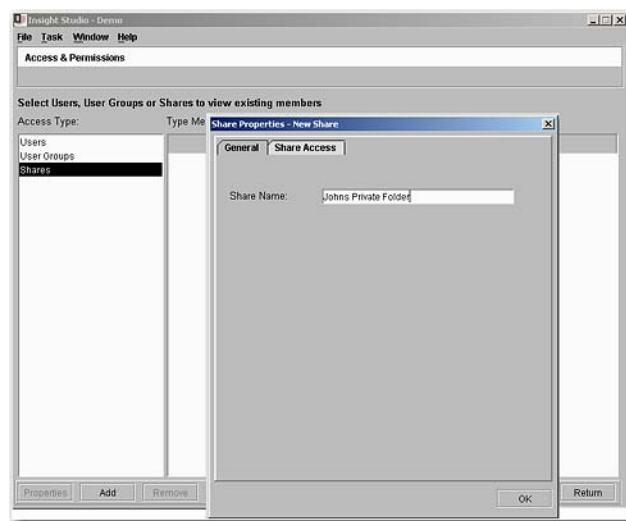 Insight Studio - Demo
File Task Window Help
Access & Permissions
Select Users, User Groups or Shares to view existing members
Access Type:
Type Me
Users
User Groups
Shares
Share Properties - New Share
General
Share Access
Share Name:
Johns Private Folder
OK
Properties
Add
Remove
Return